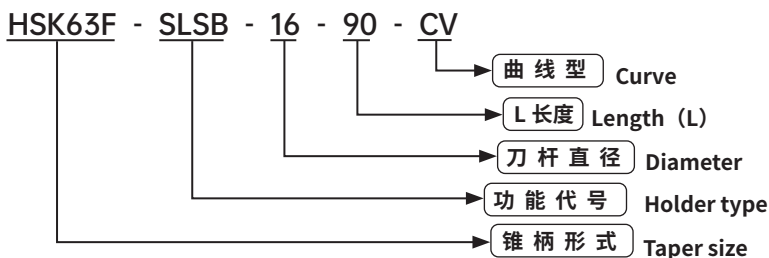 HSK63F - SLSB - 16 - 90 - CV
曲线型 Curve
L 长度 Length（L）
刀杆直径 Diameter
功能代号 Holder type
锥柄形式 Taper size